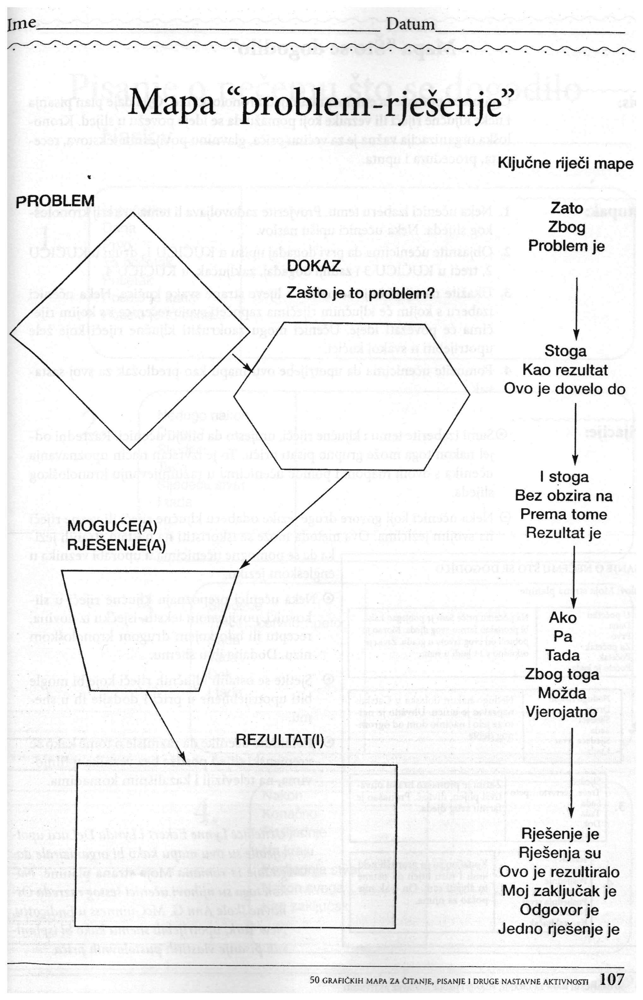 Ime Datum
Mapa “problem-rješenje”
Ključne riječi mape
PROBLEM
Zato
Zbog
Problem je
DOKAZ
Zašto je to problem?
Stoga
Kao rezultat
Ovo je dovelo do
I stoga
Bez obzira na
Prema tome
Rezultat je
MOGUĆE(A)
RJEŠENJE(A)
Ako
Pa
Tada
Zbog toga
Možda
Vjerojatno
REZULTAT(I)
Rješenje je
Rješenja su
Ovo je rezultiralo
Moj zaključak je
Odgovor je
Jedno rješenje je
50 GRAFIČKIH MAPA ZA ČITANJE, PISANJE I DRUGE NASTAVNE AKTIVNOSTI 107